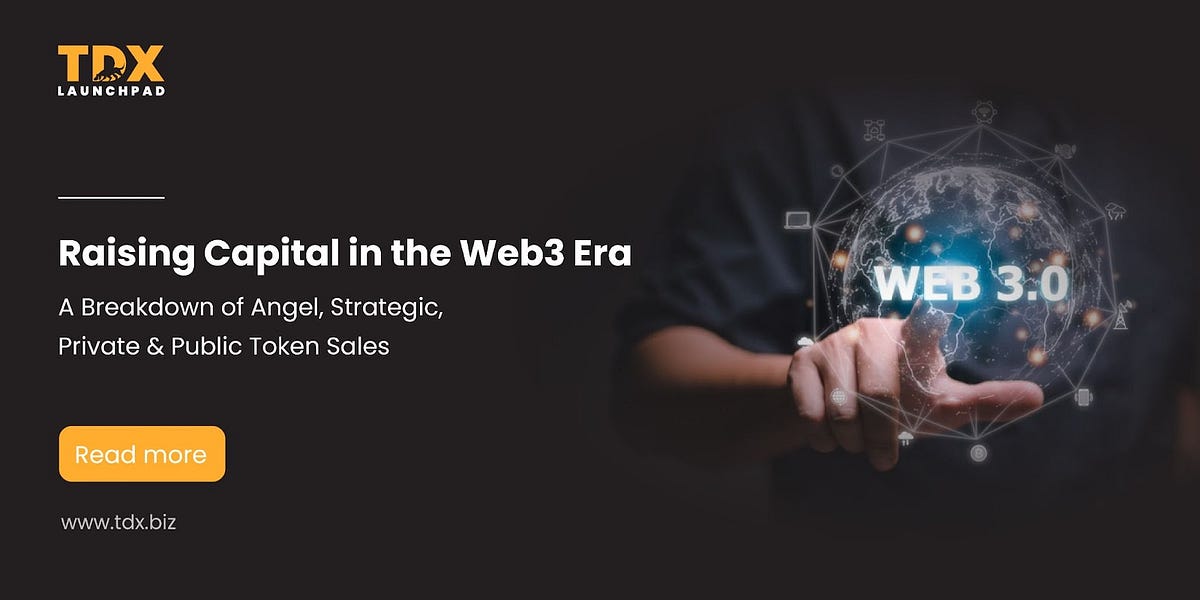 TDX
LAUNCHPAD
Raising Capital in the Web3 Era
A Breakdown of Angel, Strategic,
Private & Public Token Sales
WEB 3.0
Read more
www.tdx.biz